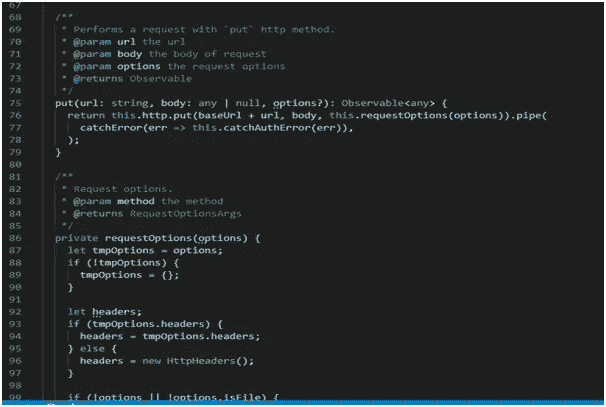 67
68 /**
69 * Performs a request with `put` http method.
70 * @param url the url
71 * @param body the body of request
72 * @param options the request options
73 * @returns Observable
74 */
75 put(url: string, body: any | null, options?): Observable<any> {
76 return this.http.put(baseUrl + url, body, this.requestOptions(options)).pipe(
77 catchError(err => this.catchAuthError(err)),
78 );
79 }
80
81 /**
82 * Request options.
83 * @param method the method
84 * @returns RequestOptionsArgs
85 */
86 private requestOptions(options) {
87 let tmpOptions = options;
88 if (!tmpOptions) {
89 tmpOptions = {};
90 }
91
92 let headers;
93 if (tmpOptions.headers) {
94 headers = tmpOptions.headers;
95 } else {
96 headers = new HttpHeaders();
97 }
98
99 if (!options || !options.isFile) {